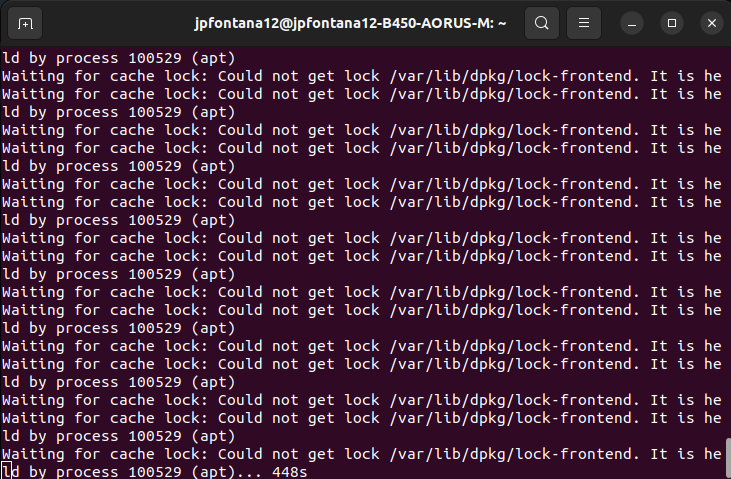 jpfontana12@jpfontana12-B450-AORUS-M: ~
ld by process 100529 (apt)
Waiting for cache lock: Could not get lock /var/lib/dpkg/lock-frontend. It is he
Waiting for cache lock: Could not get lock /var/lib/dpkg/lock-frontend. It is he
ld by process 100529 (apt)
Waiting for cache lock: Could not get lock /var/lib/dpkg/lock-frontend. It is he
Waiting for cache lock: Could not get lock /var/lib/dpkg/lock-frontend. It is he
ld by process 100529 (apt)
Waiting for cache lock: Could not get lock /var/lib/dpkg/lock-frontend. It is he
Waiting for cache lock: Could not get lock /var/lib/dpkg/lock-frontend. It is he
ld by process 100529 (apt)
Waiting for cache lock: Could not get lock /var/lib/dpkg/lock-frontend. It is he
Waiting for cache lock: Could not get lock /var/lib/dpkg/lock-frontend. It is he
ld by process 100529 (apt)
Waiting for cache lock: Could not get lock /var/lib/dpkg/lock-frontend. It is he
Waiting for cache lock: Could not get lock /var/lib/dpkg/lock-frontend. It is he
ld by process 100529 (apt)
Waiting for cache lock: Could not get lock /var/lib/dpkg/lock-frontend. It is he
Waiting for cache lock: Could not get lock /var/lib/dpkg/lock-frontend. It is he
ld by process 100529 (apt)
Waiting for cache lock: Could not get lock /var/lib/dpkg/lock-frontend. It is he
Waiting for cache lock: Could not get lock /var/lib/dpkg/lock-frontend. It is he
ld by process 100529 (apt)
Waiting for cache lock: Could not get lock /var/lib/dpkg/lock-frontend. It is he
ld by process 100529 (apt)... 448s